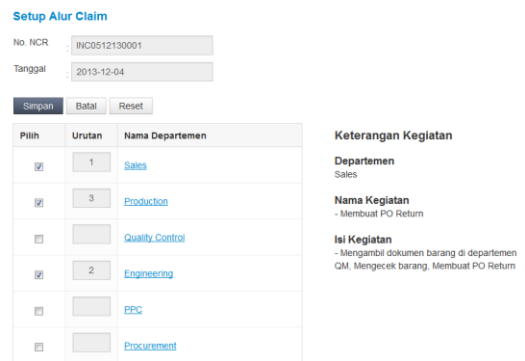 Setup Alur Claim
No. NCR : INC0512130001
Tanggal : 2013-12-04
Simpan Batal Reset
Pilih Urutan Nama Departemen
1 Sales
3 Production
Quality Control
2 Engineering
PPC
Procurement
Keterangan Kegiatan
Departemen
Sales
Nama Kegiatan
- Membuat PO Return
Isi Kegiatan
- Mengambil dokumen barang di departemen
QM, Mengecek barang, Membuat PO Return